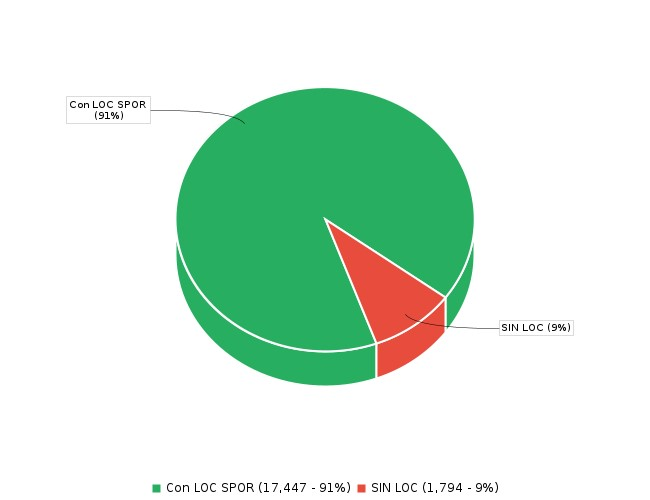 Con LOC SPOR
(91%)
SIN LOC (9%)
Con LOC SPOR (17,447 - 91%) SIN LOC (1,794 - 9%)